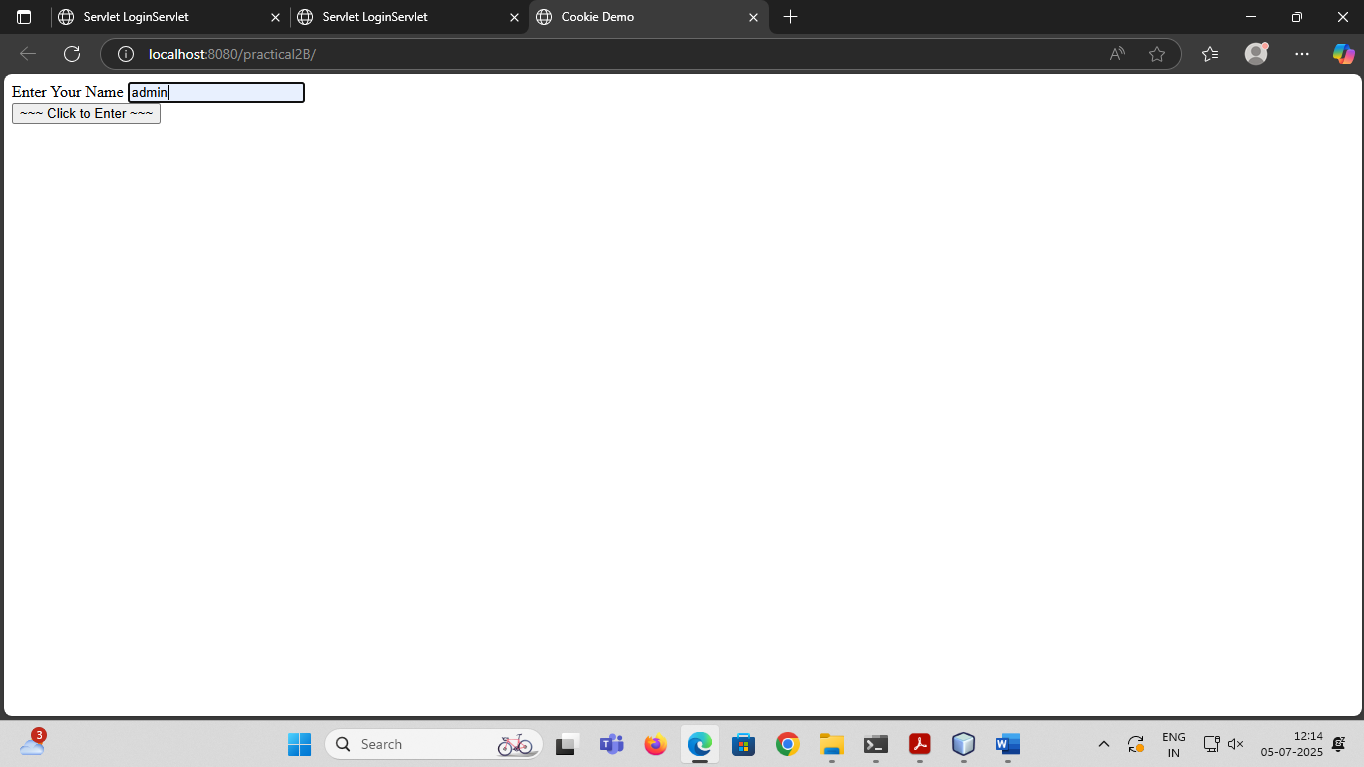 Servlet LoginServlet
Servlet LoginServlet
Cookie Demo
localhost:8080/practical2B/
Enter Your Name admin
~~~ Click to Enter ~~~
3
Search
ENG
IN
12:14
05-07-2025